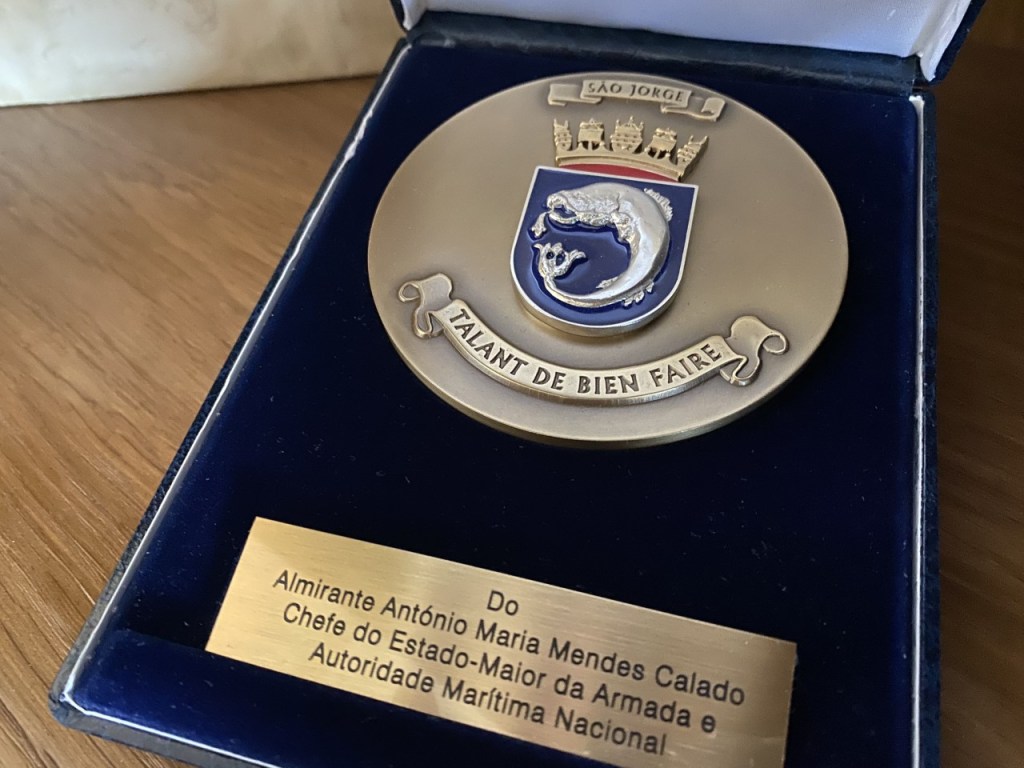 SÃO JORGE
TALANT DE BIEN FAIRE
Do
Almirante António Maria Mendes Calado
Chefe do Estado-Maior da Armada e
Autoridade Marítima Nacional